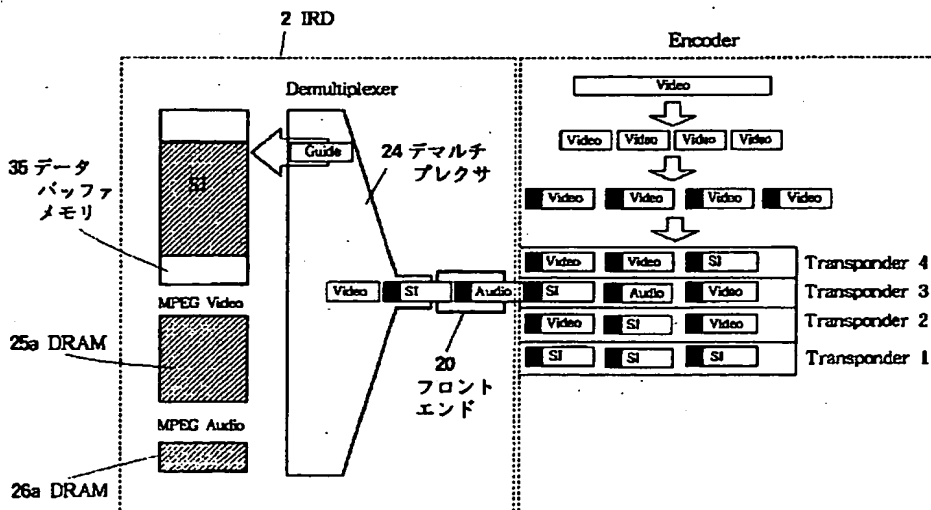 2 IRD
Encoder
Demultiplexer
Video
Video Video Video Video
Guide
24 デマルチ
プレクサ
35 データ
バッファ
メモリ
SI
Video Video Video Video
Video Video SI Transponder 4
Video SI Audio SI Audio Video Transponder 3
MPEG Video
Video SI Video Transponder 2
25a DRAM
SI SI SI Transponder 1
20
フロント
エンド
MPEG Audio
26a DRAM